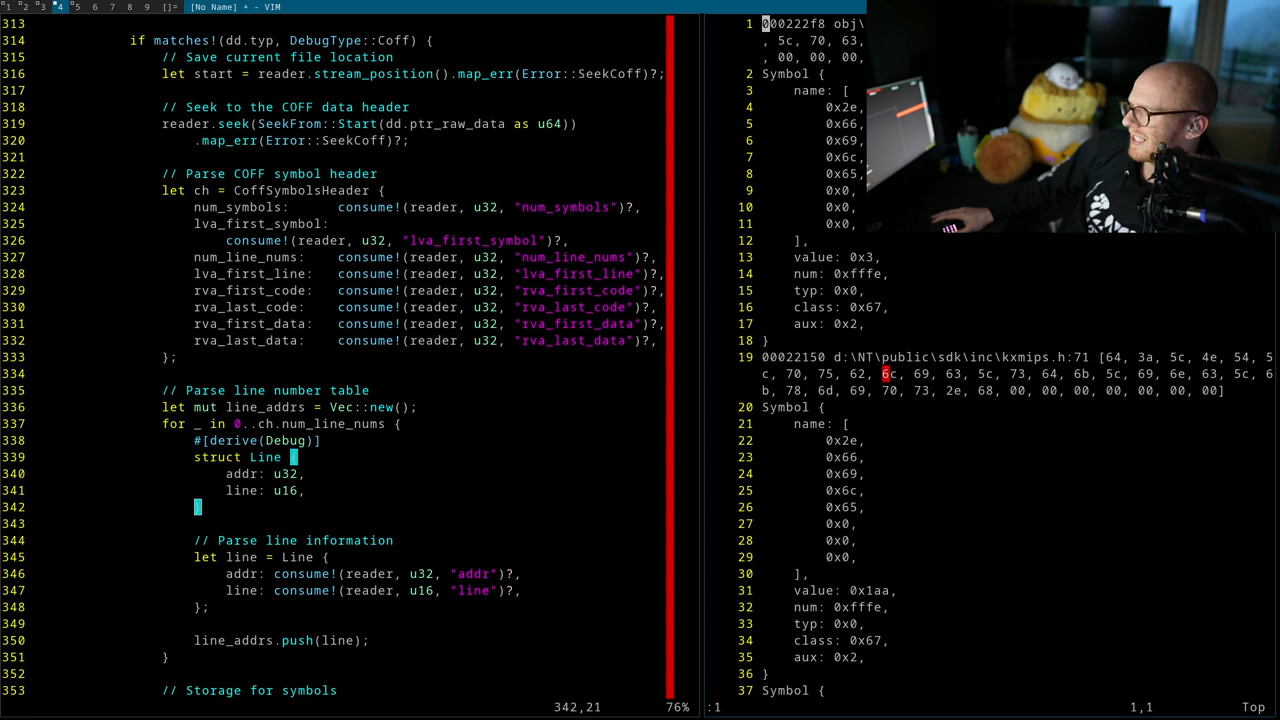 1 2 3 4 5 6 7 8 9 []= [No Name] + - VIM
313
314 if matches!(dd.typ, DebugType::Coff) {
315 // Save current file location
316 let start = reader.stream_position().map_err(Error::SeekCoff)?;
317
318 // Seek to the COFF data header
319 reader.seek(SeekFrom::Start(dd.ptr_raw_data as u64))
320 .map_err(Error::SeekCoff)?;
321
322 // Parse COFF symbol header
323 let ch = CoffSymbolsHeader {
324 num_symbols: consume!(reader, u32, "num_symbols")?,
325 lva_first_symbol:
326 consume!(reader, u32, "lva_first_symbol")?,
327 num_line_nums: consume!(reader, u32, "num_line_nums")?,
328 lva_first_line: consume!(reader, u32, "lva_first_line")?,
329 rva_first_code: consume!(reader, u32, "rva_first_code")?,
330 rva_last_code: consume!(reader, u32, "rva_last_code")?,
331 rva_first_data: consume!(reader, u32, "rva_first_data")?,
332 rva_last_data: consume!(reader, u32, "rva_last_data")?,
333 };
334
335 // Parse line number table
336 let mut line_addrs = Vec::new();
337 for _ in 0..ch.num_line_nums {
338 #[derive(Debug)]
339 struct Line {
340 addr: u32,
341 line: u16,
342 }
343
344 // Parse line information
345 let line = Line {
346 addr: consume!(reader, u32, "addr")?,
347 line: consume!(reader, u16, "line")?,
348 };
349
350 line_addrs.push(line);
351 }
352
353 // Storage for symbols
342,21 76%
1 000222f8 obj\
, 5c, 70, 63,
, 00, 00, 00,
2 Symbol {
3 name: [
4 0x2e,
5 0x66,
6 0x69,
7 0x6c,
8 0x65,
9 0x0,
10 0x0,
11 0x0,
12 ],
13 value: 0x3,
14 num: 0xfffe,
15 typ: 0x0,
16 class: 0x67,
17 aux: 0x2,
18 }
19 00022150 d:\NT\public\sdk\inc\kxmips.h:71 [64, 3a, 5c, 4e, 54, 5
c, 70, 75, 62, 6c, 69, 63, 5c, 73, 64, 6b, 5c, 69, 6e, 63, 5c, 6
b, 78, 6d, 69, 70, 73, 2e, 68, 00, 00, 00, 00, 00, 00, 00]
20 Symbol {
21 name: [
22 0x2e,
23 0x66,
24 0x69,
25 0x6c,
26 0x65,
27 0x0,
28 0x0,
29 0x0,
30 ],
31 value: 0x1aa,
32 num: 0xfffe,
33 typ: 0x0,
34 class: 0x67,
35 aux: 0x2,
36 }
37 Symbol {
:1 1,1 Top